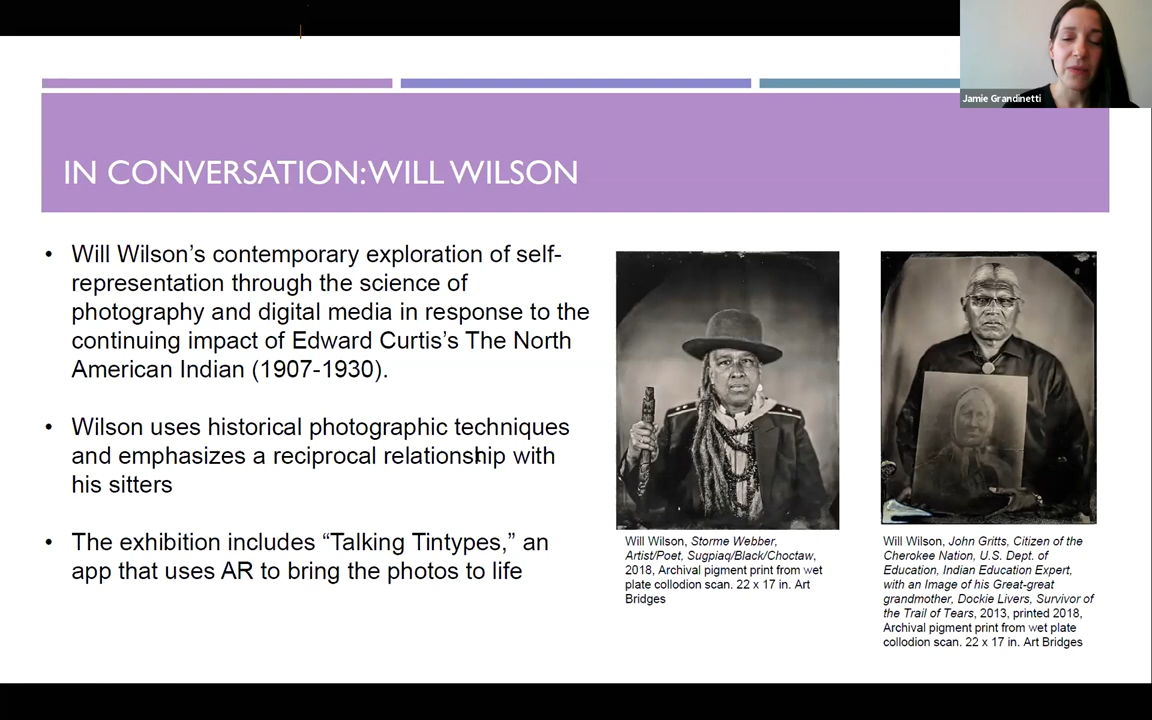 Jamie Grandinetti
IN CONVERSATION: WILL WILSON
• Will Wilson’s contemporary exploration of self-
representation through the science of
photography and digital media in response to the
continuing impact of Edward Curtis’s The North
American Indian (1907-1930).
• Wilson uses historical photographic techniques
and emphasizes a reciprocal relationship with
his sitters
• The exhibition includes “Talking Tintypes,” an
app that uses AR to bring the photos to life
Will Wilson, Storme Webber,
Artist/Poet, Sugpiaq/Black/Choctaw,
2018, Archival pigment print from wet
plate collodion scan. 22 x 17 in. Art
Bridges
Will Wilson, John Gritts, Citizen of the
Cherokee Nation, U.S. Dept. of
Education, Indian Education Expert,
with an Image of his Great-great
grandmother, Dockie Livers, Survivor of
the Trail of Tears, 2013, printed 2018,
Archival pigment print from wet plate
collodion scan. 22 x 17 in. Art Bridges